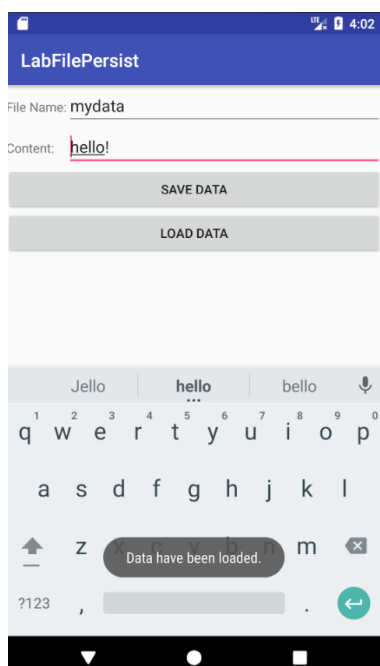 LTE 4:02
LabFilePersist
File Name: mydata
Content: hello!
SAVE DATA
LOAD DATA
Jello hello bello
1 2 3 4 5 6 7 8 9 0
q w e r t y u i o p
a s d f g h j k l
z x c v b n m
Data have been loaded.
?123 , .